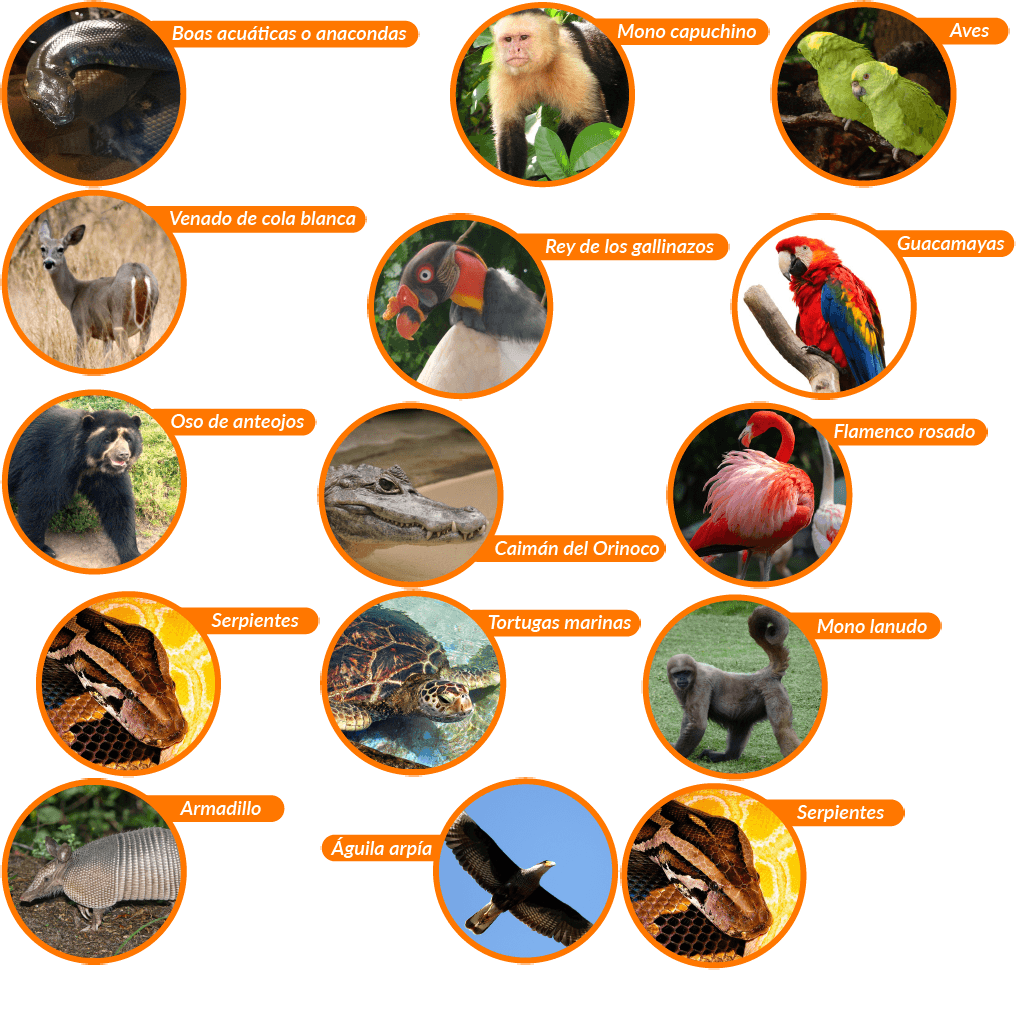 Boas acuáticas o anacondas
Mono capuchino
Aves
Venado de cola blanca
Rey de los gallinazos
Guacamayas
Oso de anteojos
Caimán del Orinoco
Flamenco rosado
Serpientes
Tortugas marinas
Mono lanudo
Armadillo
Águila arpía
Serpientes